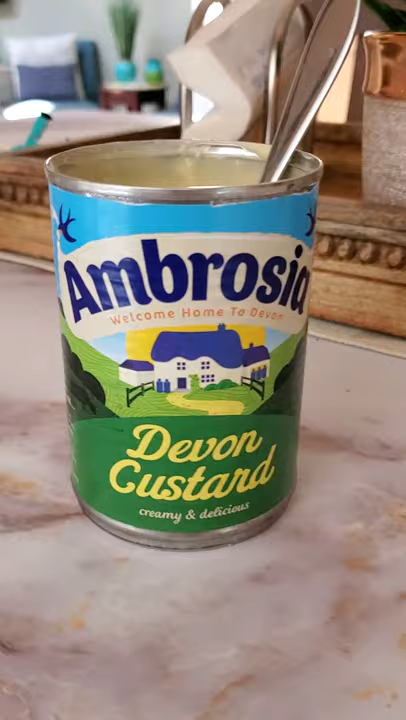 Ambrosia
Welcome Home To Devon
Devon
Custard
creamy & delicious